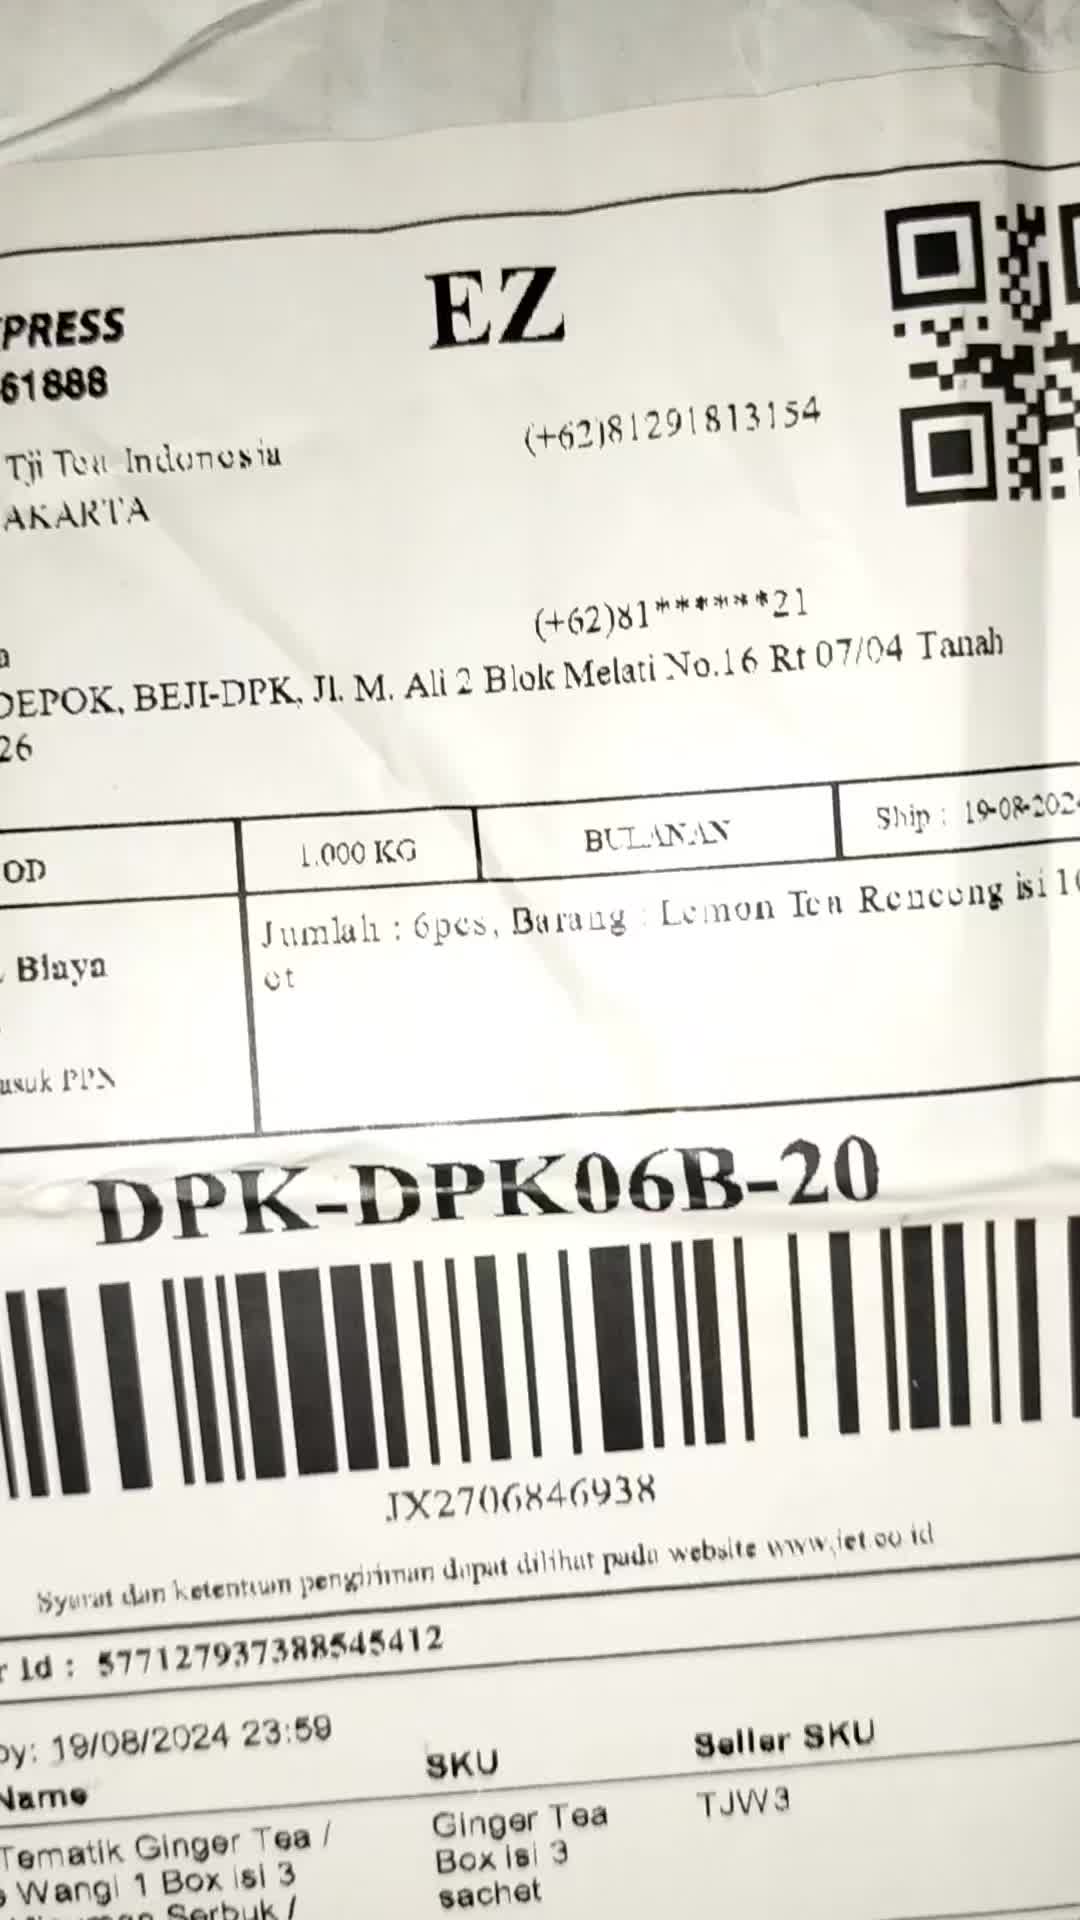 PRESS
EZ
61888
(+62)81291813154
Tji Tea Indonesia
AKARTA
(+62)81******21
a
DEPOK, BEJI-DPK, Jl. M. Ali 2 Blok Melati No.16 Rt 07/04 Tanah
26
OD
1.000 KG
BULANAN
Ship : 19-08-202
Jumlah : 6pcs, Barang : Lemon Tea Renceng isi 1
et
Biaya
asuk PPN
DPK-DPK06B-20
JX2706846938
Syarat dan ketentuan pengiriman dapat dilihat pada website www.jet.co.id
r Id : 577127937388545412
by: 19/08/2024 23:59
Name
SKU
Seller SKU
Tematik Ginger Tea /
Ginger Tea
TJW3
Wangi 1 Box isi 3
Box isi 3
Serbuk /
sachet